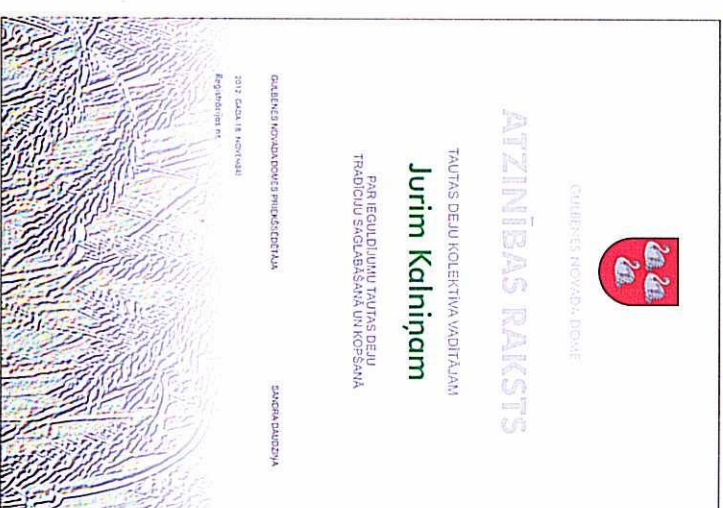 GULBENES NOVADA DOME
ATZINĪBAS RAKSTS
TAUTAS DEJU KOLEKTĪVA VADĪTĀJAM
Jurim Kalniņam
PAR IEGULDĪJUMU TAUTAS DEJU
TRADĪCIJU SAGLABĀŠANĀ UN KOPŠANĀ
GULBENES NOVADA DOMES PRIEKŠSĒDĒTĀJA SANDRA DAUDZIŅA
2012. GADA 18. NOVEMBRĪ
Reģistrācijas nr.